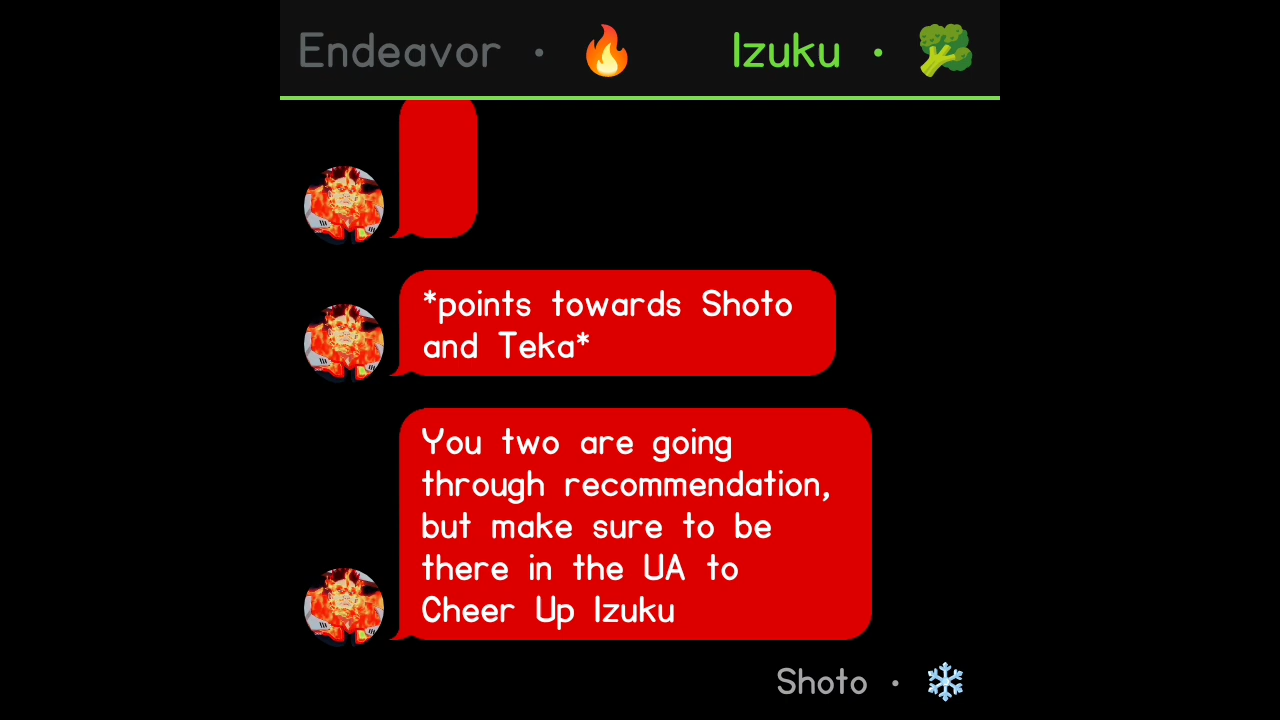 Endeavor • 🔥 Izuku • 🥦
*points towards Shoto
and Teka*
You two are going
through recommendation,
but make sure to be
there in the UA to
Cheer Up Izuku
Shoto • ❄️